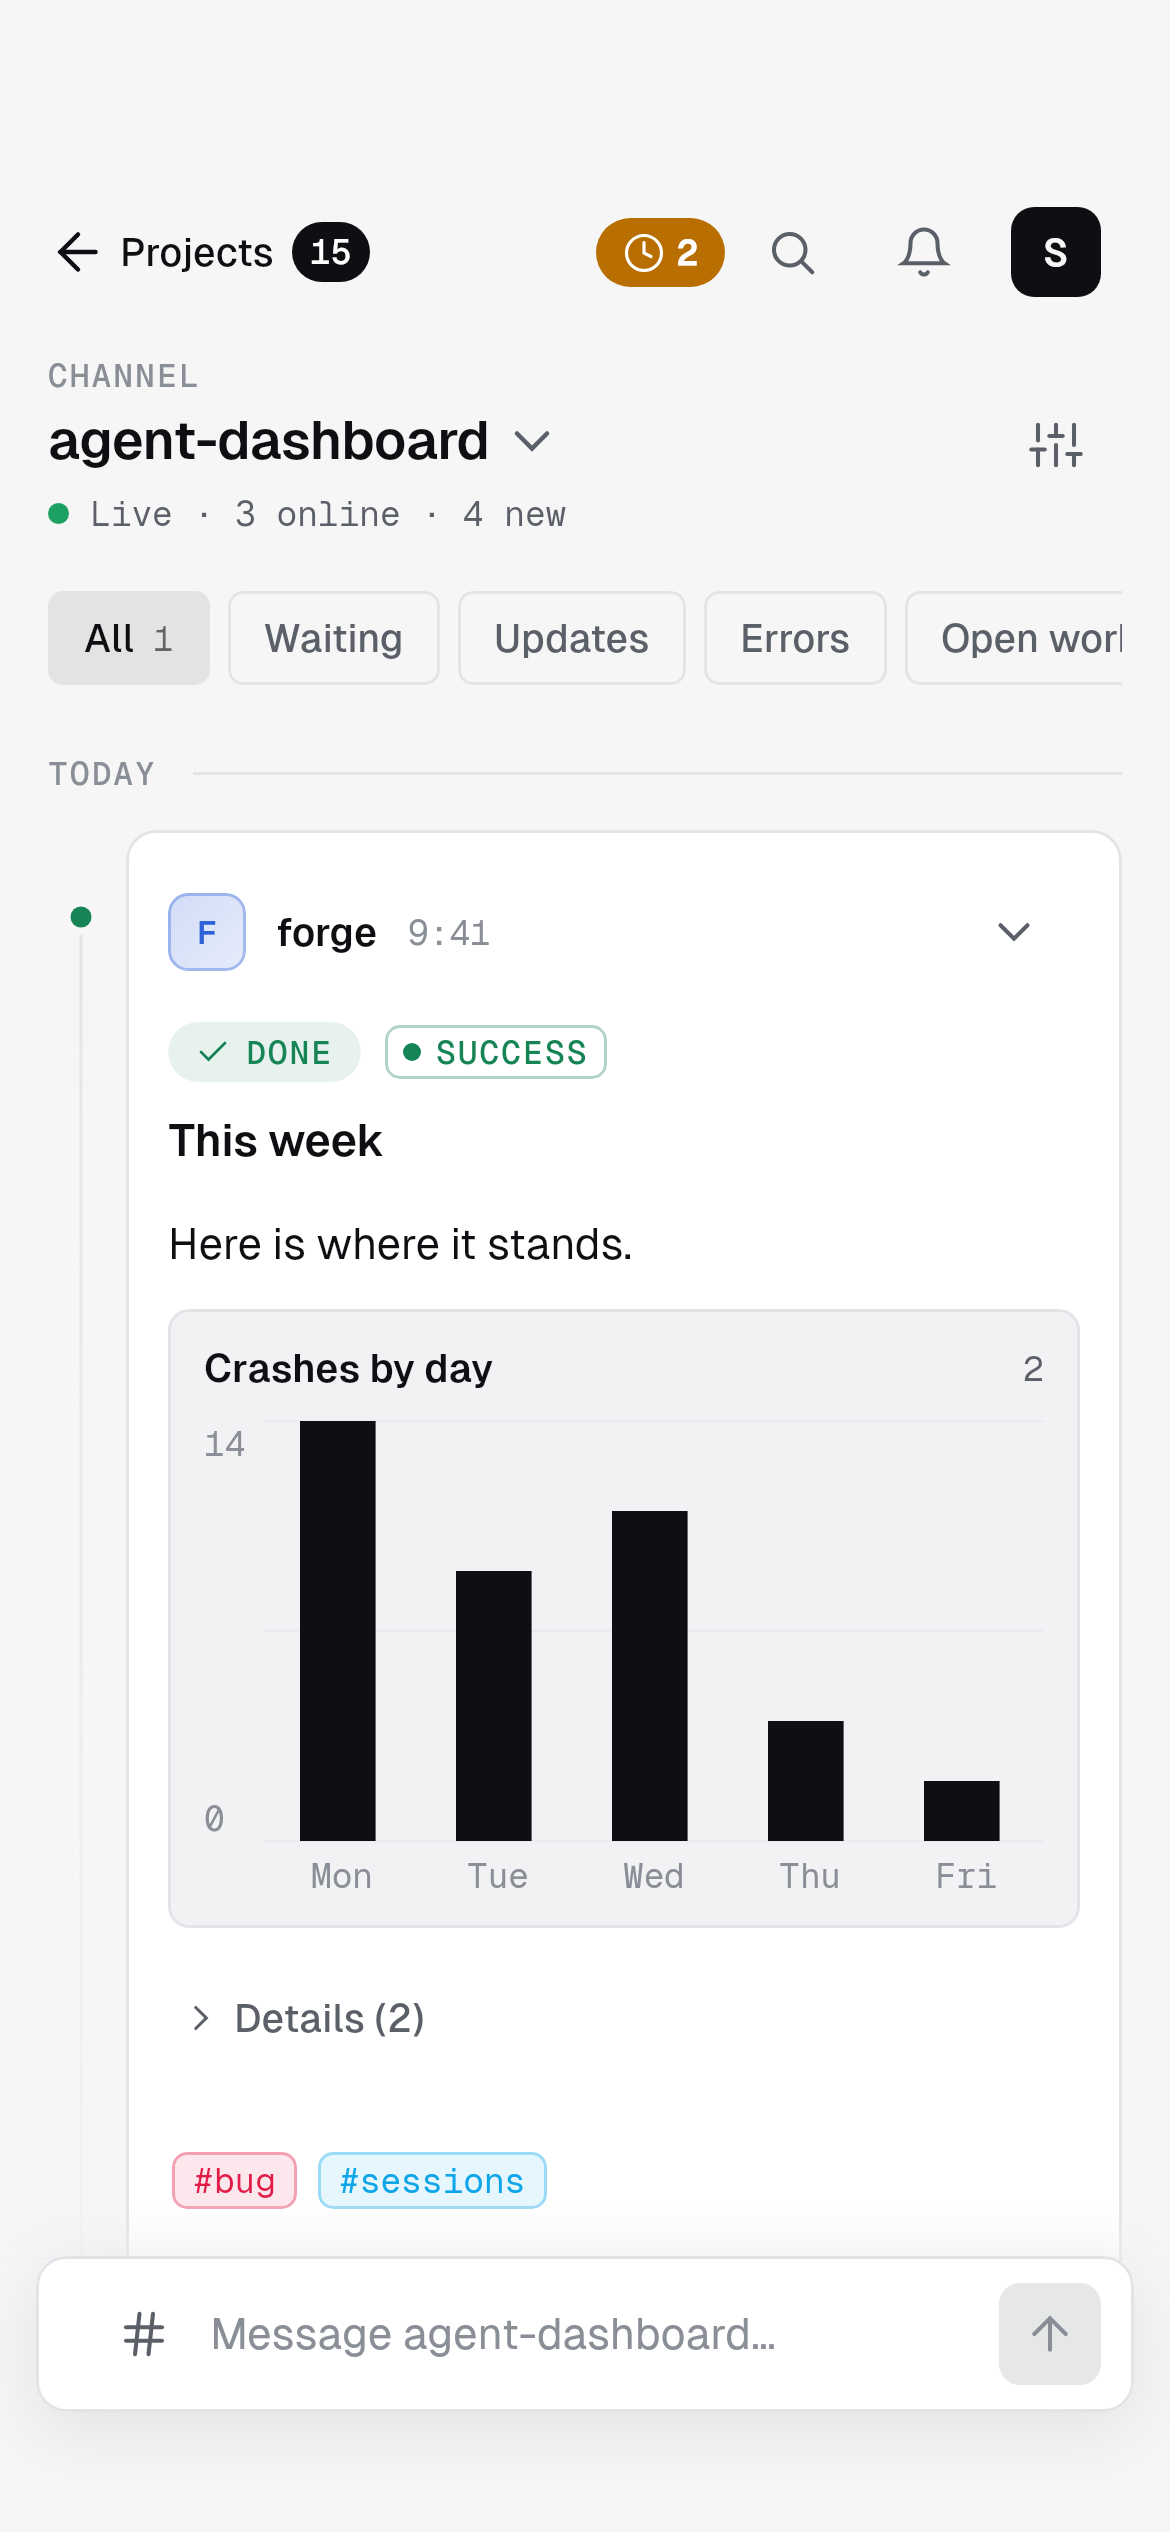 Projects 15 2 S
CHANNEL
agent-dashboard
Live · 3 online · 4 new
All 1 Waiting Updates Errors Open
TODAY
F forge 9:41
DONE SUCCESS
This week
Here is where it stands.
Crashes by day 2
14
0
Mon Tue Wed Thu Fri
Details (2)
#bug #sessions
# Message agent-dashboard...